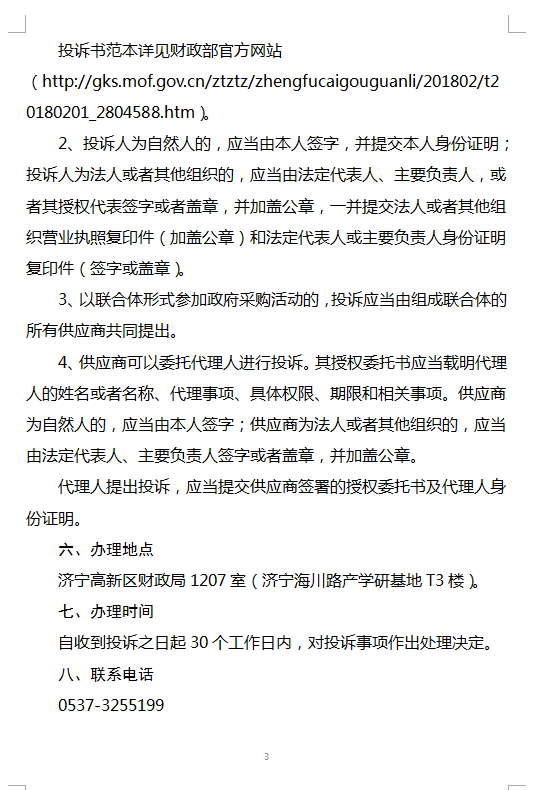 投诉书范本详见财政部官方网站
（http://gks.mof.gov.cn/ztztz/zhengfucaigouguanli/201802/t2
0180201_2804588.htm）。
2、投诉人为自然人的，应当由本人签字，并提交本人身份证明；
投诉人为法人或者其他组织的，应当由法定代表人、主要负责人，或
者其授权代表签字或者盖章，并加盖公章，一并提交法人或者其他组
织营业执照复印件（加盖公章）和法定代表人或主要负责人身份证明
复印件（签字或盖章）。
3、以联合体形式参加政府采购活动的，投诉应当由组成联合体的
所有供应商共同提出。
4、供应商可以委托代理人进行投诉。其授权委托书应当载明代理
人的姓名或者名称、代理事项、具体权限、期限和相关事项。供应商
为自然人的，应当由本人签字；供应商为法人或者其他组织的，应当
由法定代表人、主要负责人签字或者盖章，并加盖公章。
代理人提出投诉，应当提交供应商签署的授权委托书及代理人身
份证明。
六、办理地点
济宁高新区财政局 1207 室（济宁海川路产学研基地 T3 楼）。
七、办理时间
自收到投诉之日起 30 个工作日内，对投诉事项作出处理决定。
八、联系电话
0537-3255199
3